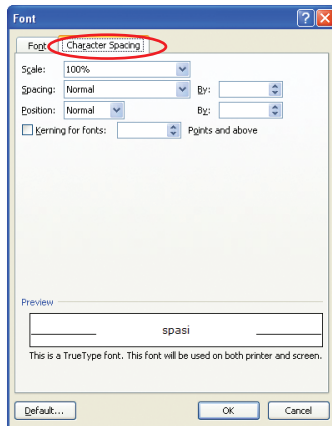 Font
Font Character Spacing
Scale: 100%
Spacing: Normal By:
Position: Normal By:
Kerning for fonts: Points and above
Preview
spasi
This is a TrueType font. This font will be used on both printer and screen.
Default... OK Cancel